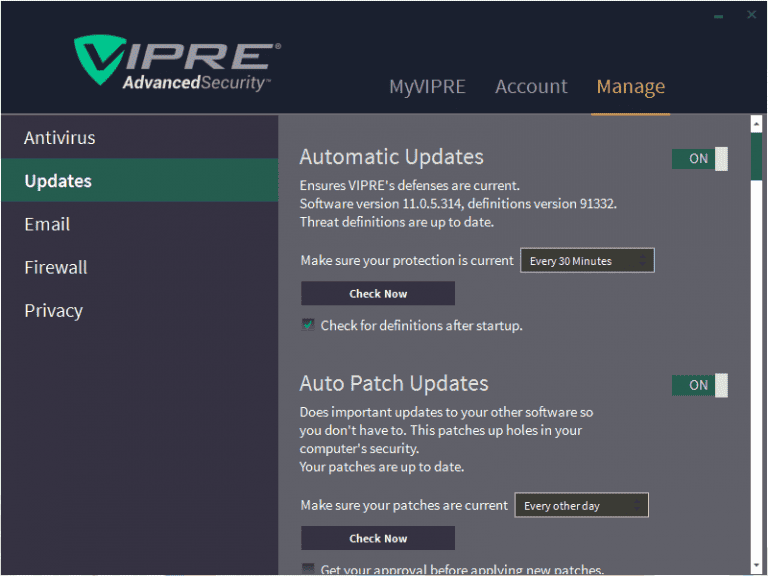 VIPRE®
AdvancedSecurity™
MyVIPRE Account Manage
Antivirus
Updates
Email
Firewall
Privacy
Automatic Updates
ON
Ensures VIPRE's defenses are current.
Software version 11.0.5.314, definitions version 91332.
Threat definitions are up to date.
Make sure your protection is current Every 30 Minutes
Check Now
Check for definitions after startup.
Auto Patch Updates
ON
Does important updates to your other software so
you don't have to. This patches up holes in your
computer's security.
Your patches are up to date.
Make sure your patches are current Every other day
Check Now
Get your approval before applying new patches.